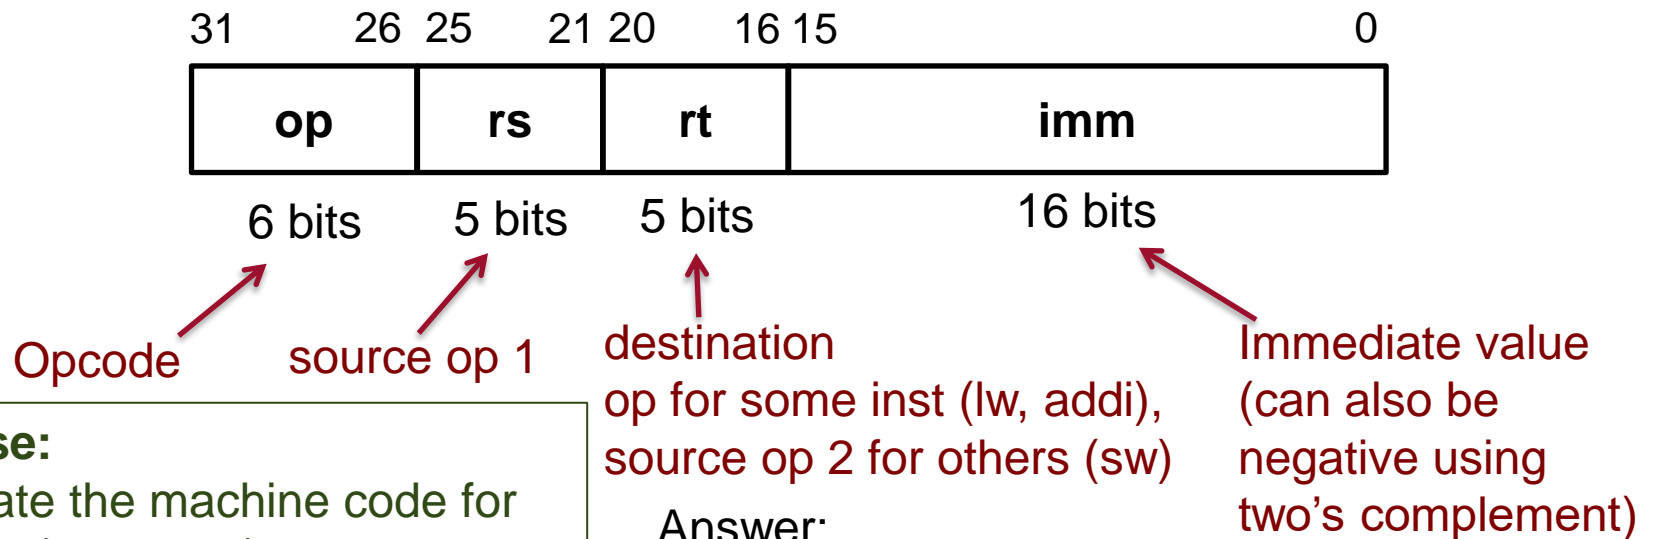 31 26 25 21 20 16 15 0
op rs rt imm
6 bits 5 bits 5 bits 16 bits
Opcode
source op 1
destination
op for some inst (lw, addi),
source op 2 for others (sw)
Immediate value
(can also be
negative using
two's complement)
se:
ate the machine code for
Answer: